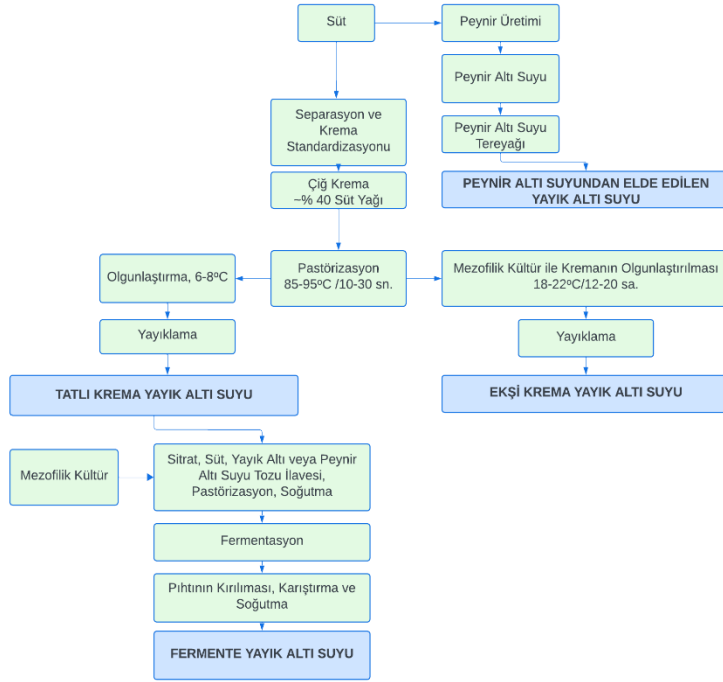 Süt
Peynir Üretimi
Peynir Altı Suyu
Separasyon ve
Krema
Standardizasyonu
Peynir Altı Suyu
Tereyağı
Çiğ Krema
~% 40 Süt Yağı
PEYNİR ALTI SUYUNDAN ELDE EDİLEN
YAYIK ALTI SUYU
Olgunlaştırma, 6-8ºC
Pastörizasyon
85-95ºC /10-30 sn.
Mezofilik Kültür ile Kremanın Olgunlaştırılması
18-22ºC/12-20 sa.
Yayıklama
Yayıklama
TATLI KREMA YAYIK ALTI SUYU
EKŞİ KREMA YAYIK ALTI SUYU
Mezofilik Kültür
Sitrat, Süt, Yayık Altı veya Peynir
Altı Suyu Tozu İlavesi,
Pastörizasyon, Soğutma
Fermentasyon
Pıhtının Kırılıması, Karıştırma ve
Soğutma
FERMENTE YAYIK ALTI SUYU